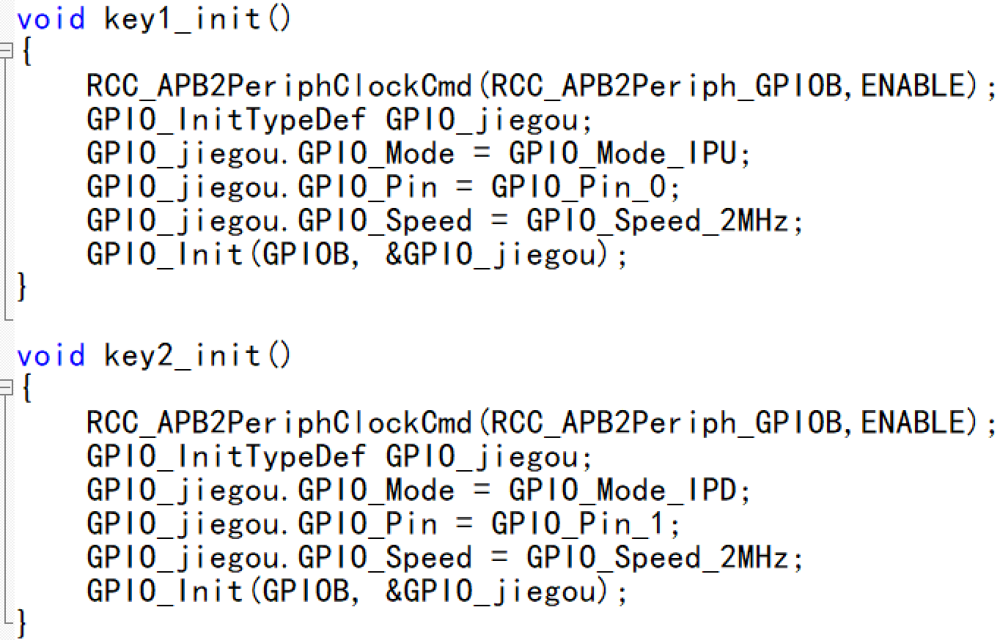 void key1_init()
{
    RCC_APB2PeriphClockCmd(RCC_APB2Periph_GPIOB,ENABLE);
    GPIO_InitTypeDef GPIO_jiegou;
    GPIO_jiegou.GPIO_Mode = GPIO_Mode_IPU;
    GPIO_jiegou.GPIO_Pin = GPIO_Pin_0;
    GPIO_jiegou.GPIO_Speed = GPIO_Speed_2MHz;
    GPIO_Init(GPIOB, &GPIO_jiegou);
}
void key2_init()
{
    RCC_APB2PeriphClockCmd(RCC_APB2Periph_GPIOB,ENABLE);
    GPIO_InitTypeDef GPIO_jiegou;
    GPIO_jiegou.GPIO_Mode = GPIO_Mode_IPD;
    GPIO_jiegou.GPIO_Pin = GPIO_Pin_1;
    GPIO_jiegou.GPIO_Speed = GPIO_Speed_2MHz;
    GPIO_Init(GPIOB, &GPIO_jiegou);
}